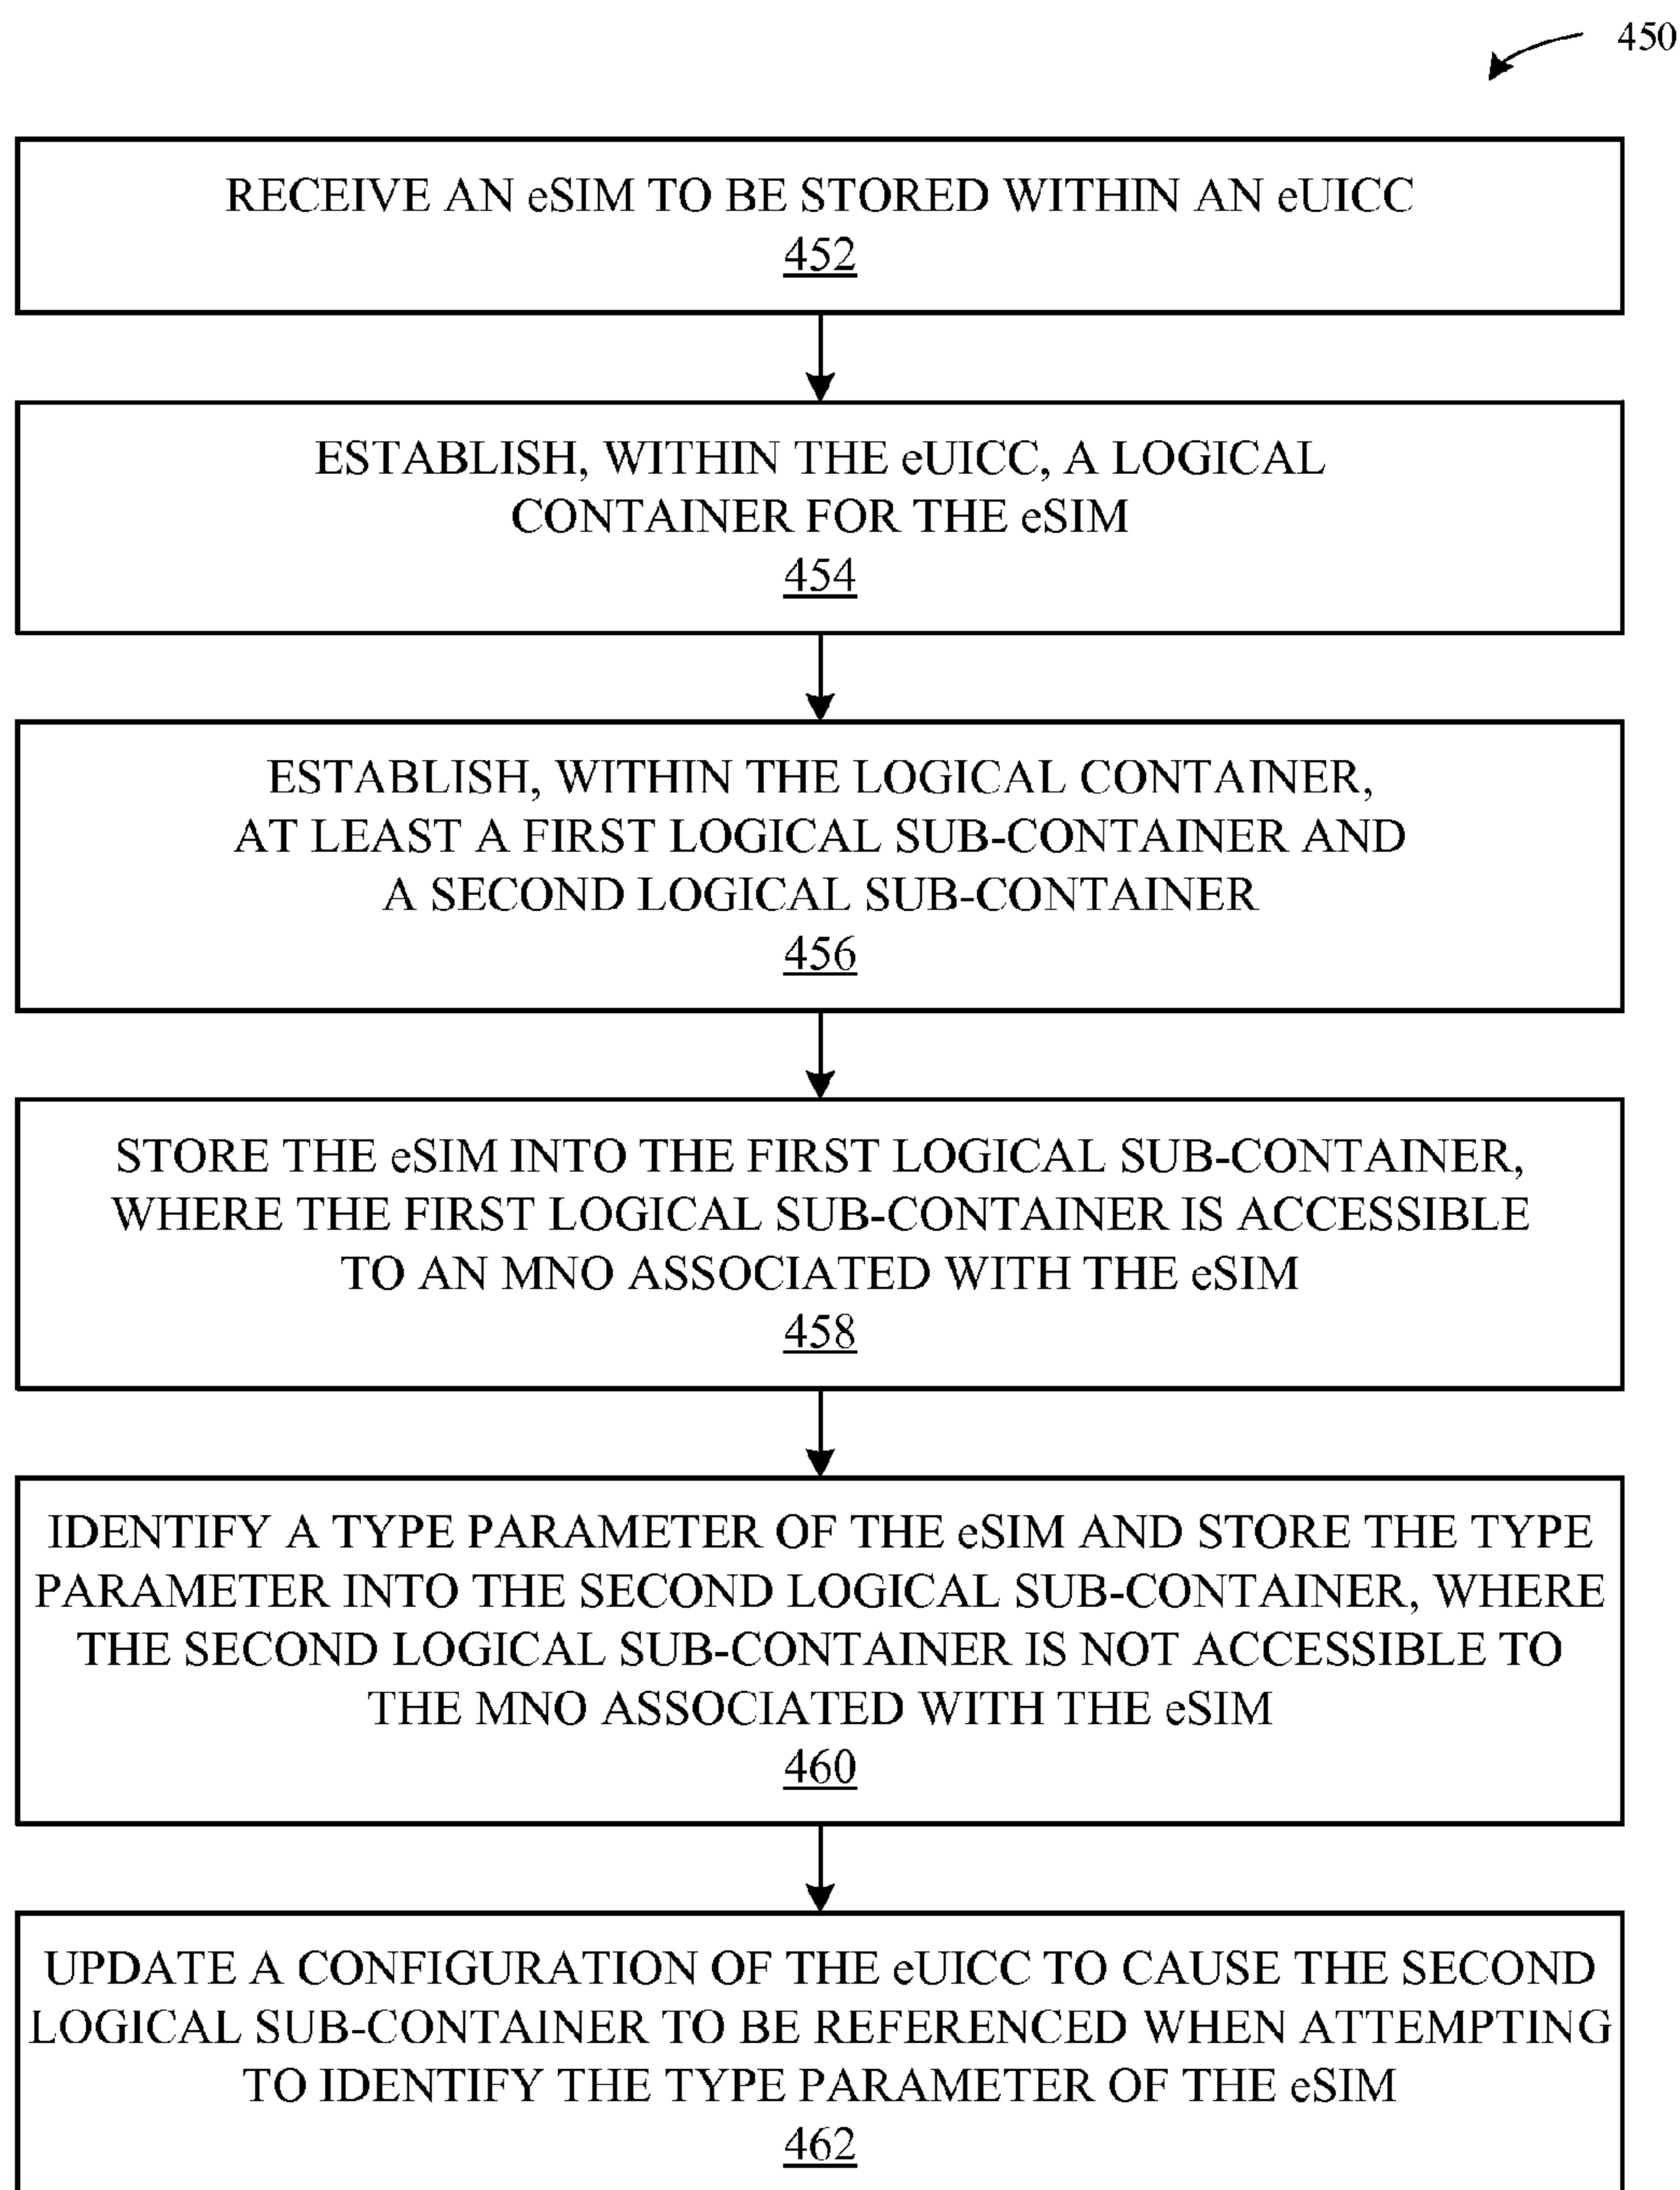 450
RECEIVE AN eSIM TO BE STORED WITHIN AN eUICC
452
ESTABLISH, WITHIN THE eUICC, A LOGICAL
CONTAINER FOR THE eSIM
454
ESTABLISH, WITHIN THE LOGICAL CONTAINER,
AT LEAST A FIRST LOGICAL SUB-CONTAINER AND
A SECOND LOGICAL SUB-CONTAINER
456
STORE THE eSIM INTO THE FIRST LOGICAL SUB-CONTAINER,
WHERE THE FIRST LOGICAL SUB-CONTAINER IS ACCESSIBLE
TO AN MNO ASSOCIATED WITH THE eSIM
458
IDENTIFY A TYPE PARAMETER OF THE eSIM AND STORE THE TYPE
PARAMETER INTO THE SECOND LOGICAL SUB-CONTAINER, WHERE
THE SECOND LOGICAL SUB-CONTAINER IS NOT ACCESSIBLE TO
THE MNO ASSOCIATED WITH THE eSIM
460
UPDATE A CONFIGURATION OF THE eUICC TO CAUSE THE SECOND
LOGICAL SUB-CONTAINER TO BE REFERENCED WHEN ATTEMPTING
TO IDENTIFY THE TYPE PARAMETER OF THE eSIM
462